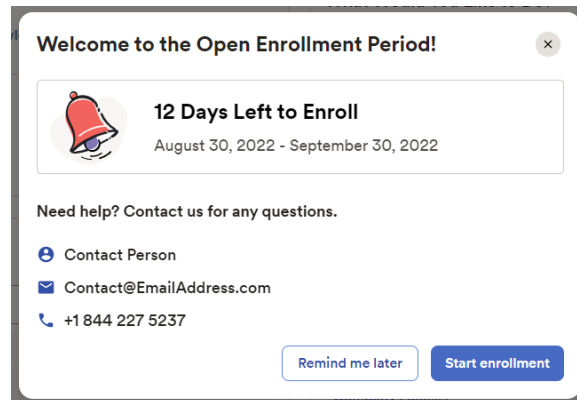 Welcome to the Open Enrollment Period!
12 Days Left to Enroll
August 30, 2022 - September 30, 2022
Need help? Contact us for any questions.
Contact Person
Contact@EmailAddress.com
+1 844 227 5237
Remind me later
Start enrollment